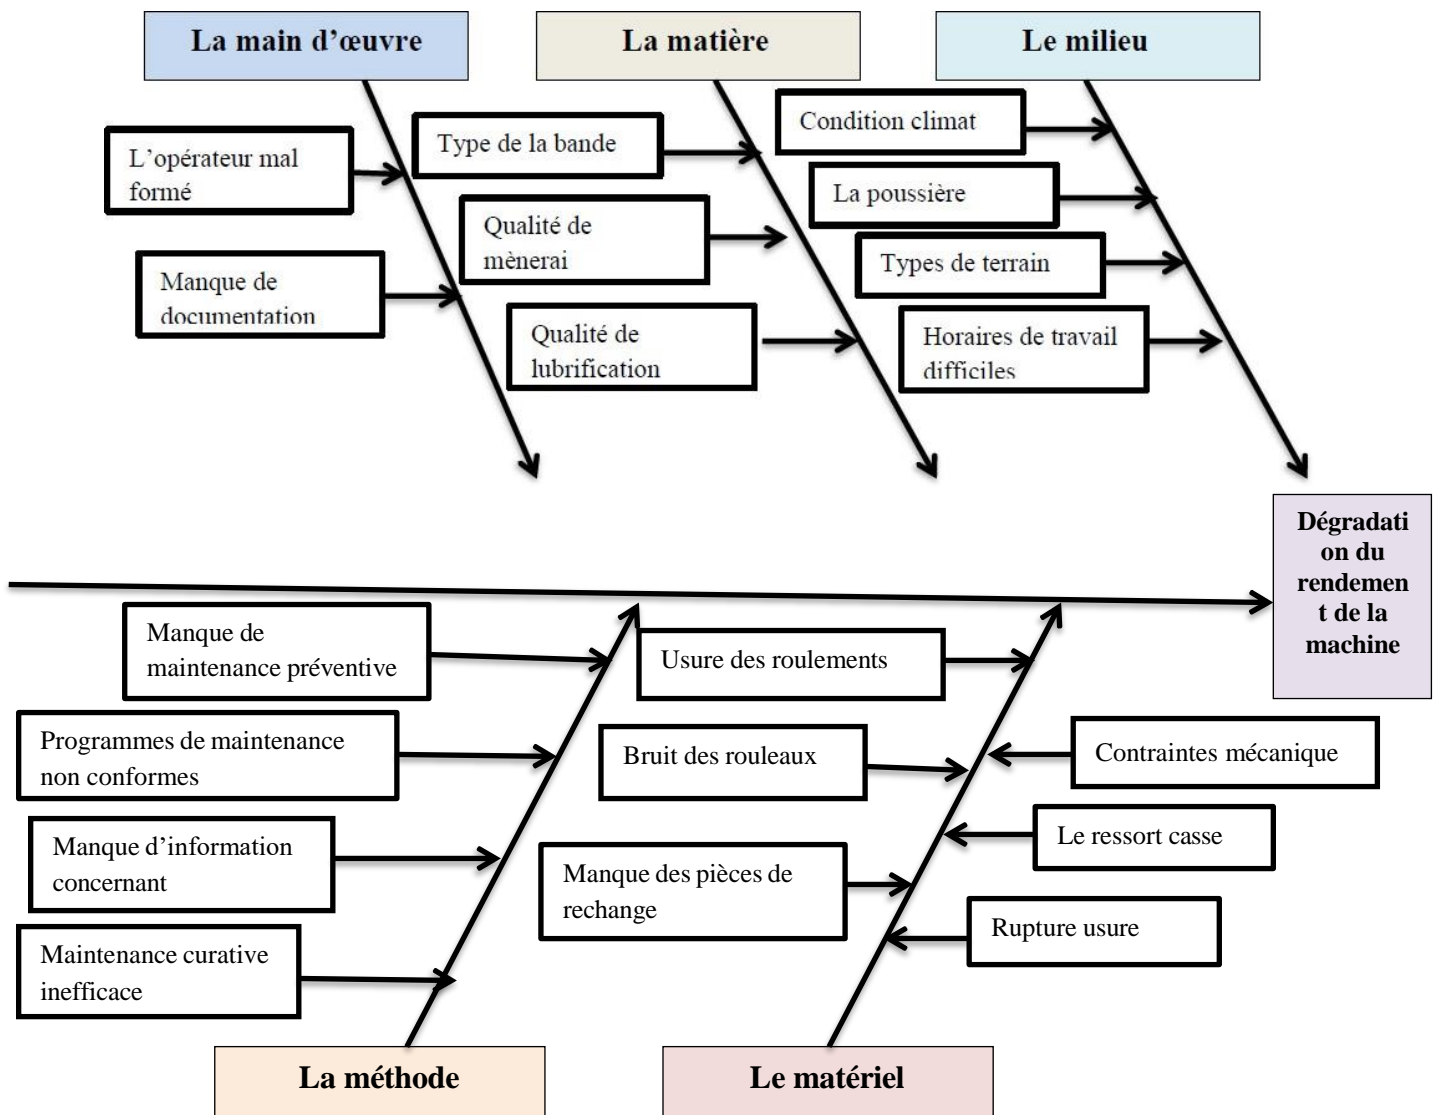 La main d’œuvre
La matière
Le milieu
L’opérateur mal
formé
Manque de
documentation
Type de la bande
Qualité de
mènerai
Qualité de
lubrification
Condition climat
La poussière
Types de terrain
Horaires de travail
difficiles
Dégradati
on du
rendemen
t de la
machine
Manque de
maintenance préventive
Programmes de maintenance
non conformes
Manque d’information
concernant
Maintenance curative
inefficace
Usure des roulements
Bruit des rouleaux
Manque des pièces de
rechange
Contraintes mécanique
Le ressort casse
Rupture usure
La méthode
Le matériel